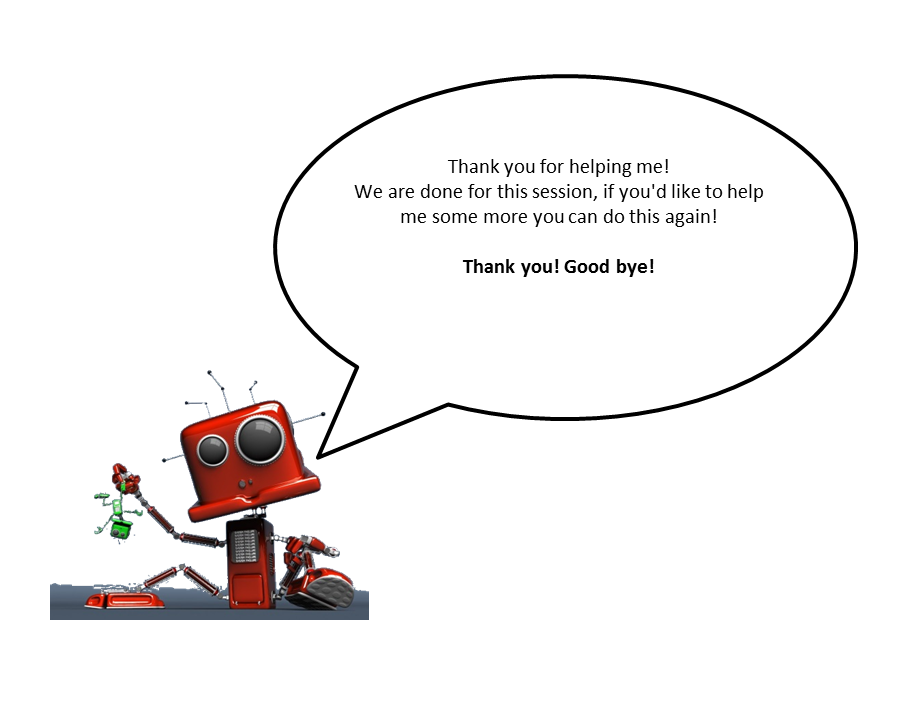 Thank you for helping me!
We are done for this session, if you'd like to help
me some more you can do this again!
Thank you! Good bye!